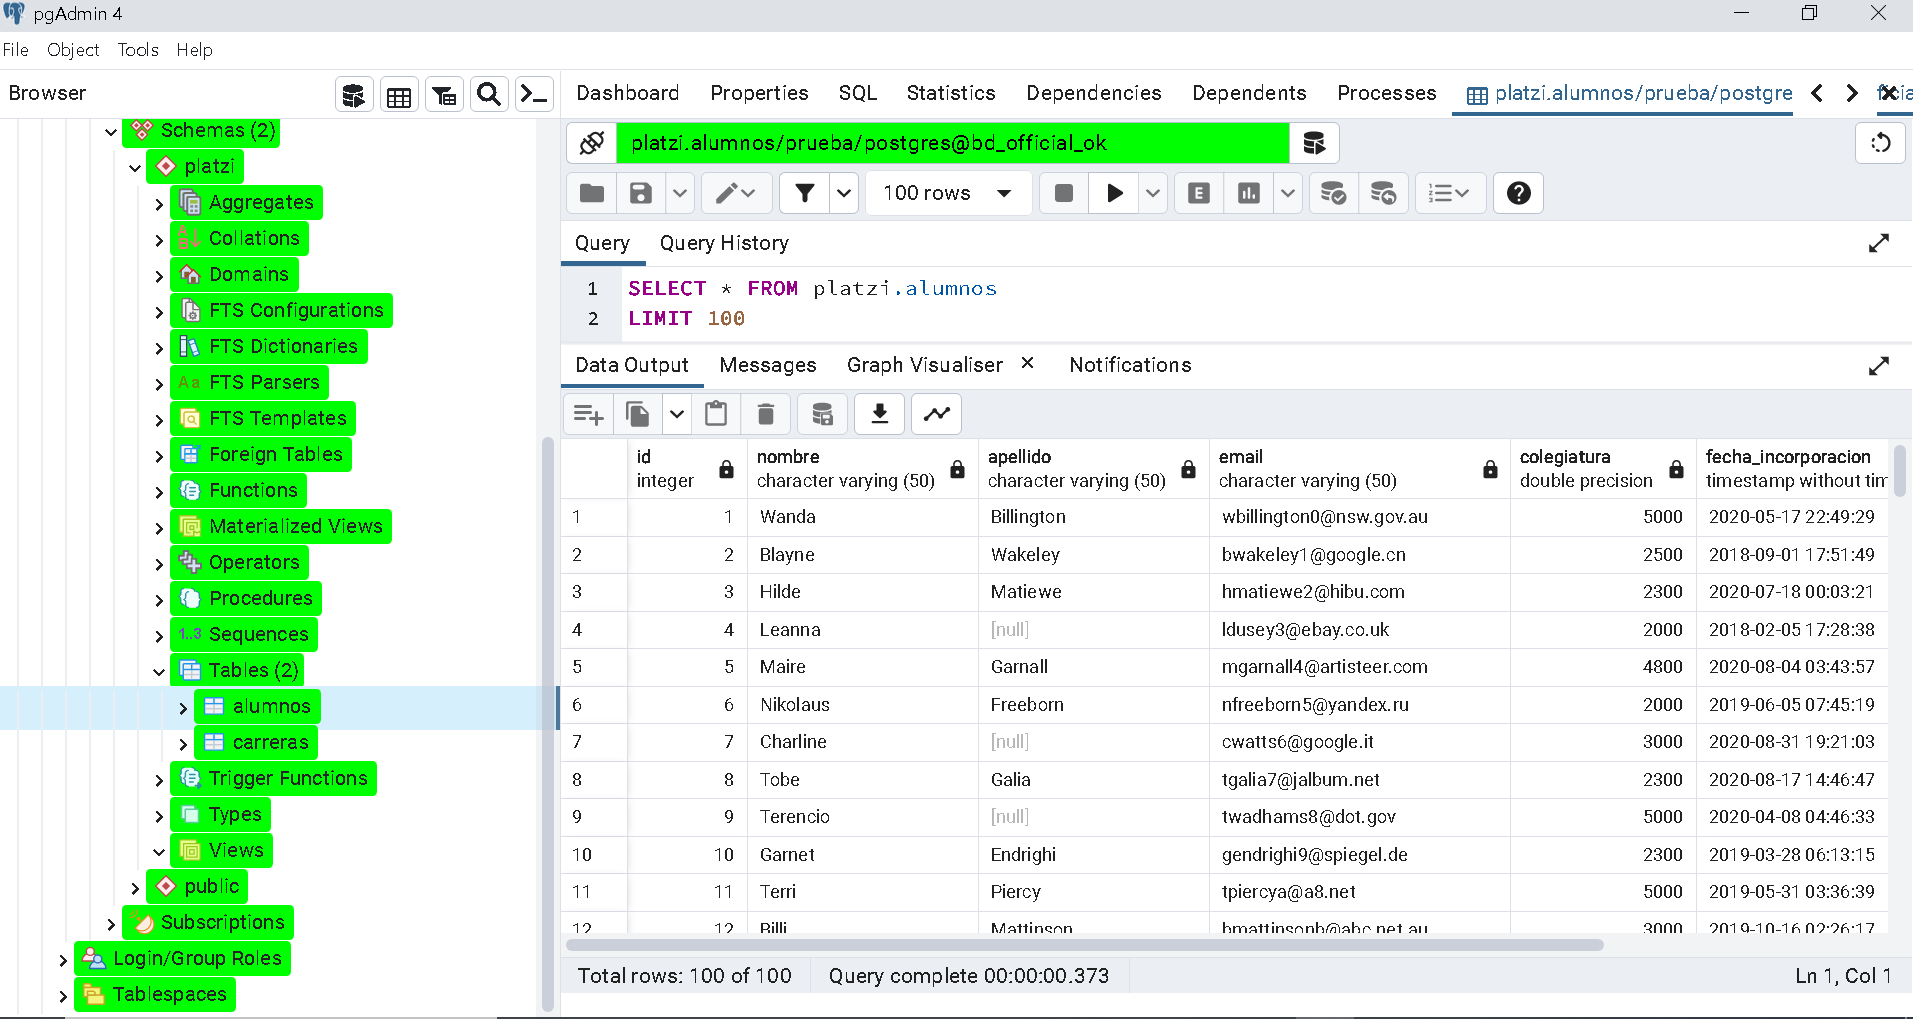 pgAdmin 4
File Object Tools Help
Browser
Dashboard Properties SQL Statistics Dependencies Dependents Processes platzi.alumnos/prueba/postgre
Schemas (2)
platzi
Aggregates
Collations
Domains
FTS Configurations
FTS Dictionaries
Aa FTS Parsers
FTS Templates
Foreign Tables
Functions
Materialized Views
Operators
Procedures
1..3 Sequences
Tables (2)
alumnos
carreras
Trigger Functions
Types
Views
public
Subscriptions
Login/Group Roles
Tablespaces
platzi.alumnos/prueba/postgres@bd_official_ok
100 rows
E
Query Query History
1 SELECT * FROM platzi.alumnos
2 LIMIT 100
Data Output Messages Graph Visualiser Notifications
id nombre apellido email colegiatura fecha_incorporacion
integer character varying (50) character varying (50) character varying (50) double precision timestamp without tim
1 1 Wanda Billington wbillington0@nsw.gov.au 5000 2020-05-17 22:49:29
2 2 Blayne Wakeley bwakeley1@google.cn 2500 2018-09-01 17:51:49
3 3 Hilde Matiewe hmatiewe2@hibu.com 2300 2020-07-18 00:03:21
4 4 Leanna [null] ldusey3@ebay.co.uk 2000 2018-02-05 17:28:38
5 5 Maire Garnall mgarnall4@artisteer.com 4800 2020-08-04 03:43:57
6 6 Nikolaus Freeborn nfreeborn5@yandex.ru 2000 2019-06-05 07:45:19
7 7 Charline [null] cwatts6@google.it 3000 2020-08-31 19:21:03
8 8 Tobe Galia tgalia7@jalbum.net 2300 2020-08-17 14:46:47
9 9 Terencio [null] twadhams8@dot.gov 5000 2020-04-08 04:46:33
10 10 Garnet Endrighi gendrighi9@spiegel.de 2300 2019-03-28 06:13:15
11 11 Terri Piercy tpiercya@a8.net 5000 2019-05-31 03:36:39
12 12 Billi Mattinson bmattinsonb@abc.net.au 3000 2019-10-16 02:26:17
Total rows: 100 of 100 Query complete 00:00:00.373 Ln 1, Col 1